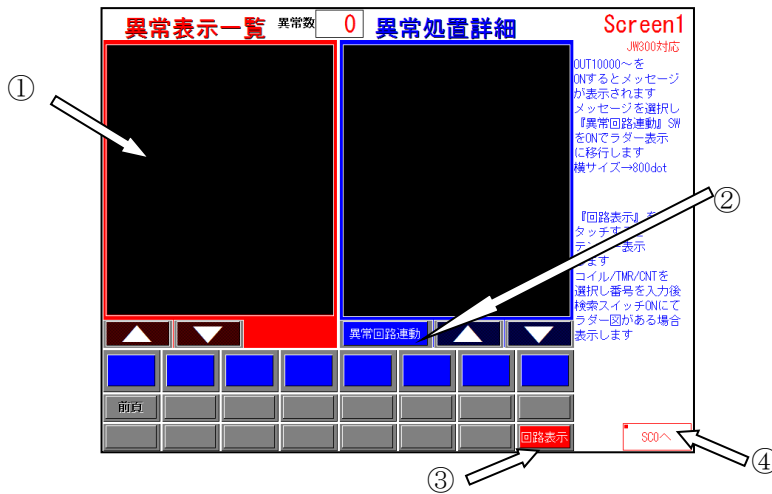 異常表示一覧
異常数
0
異常処置詳細
Screen1
JW300対応
OUT10000～を
ONするとメッセージ
が表示されます
メッセージを選択し
『異常回路連動』SW
をONでラダー表示
に移行します
横サイズ→800dot
『回路表示』を
タッチする
テンキー表示
します
コイル/TMR/CNTを
選択し番号を入力後
検索スイッチONにて
ラダー図がある場合
表示します
①
②
▲
▼
異常回路連動
▲
▼
前頁
回路表示
SC0へ
③
④